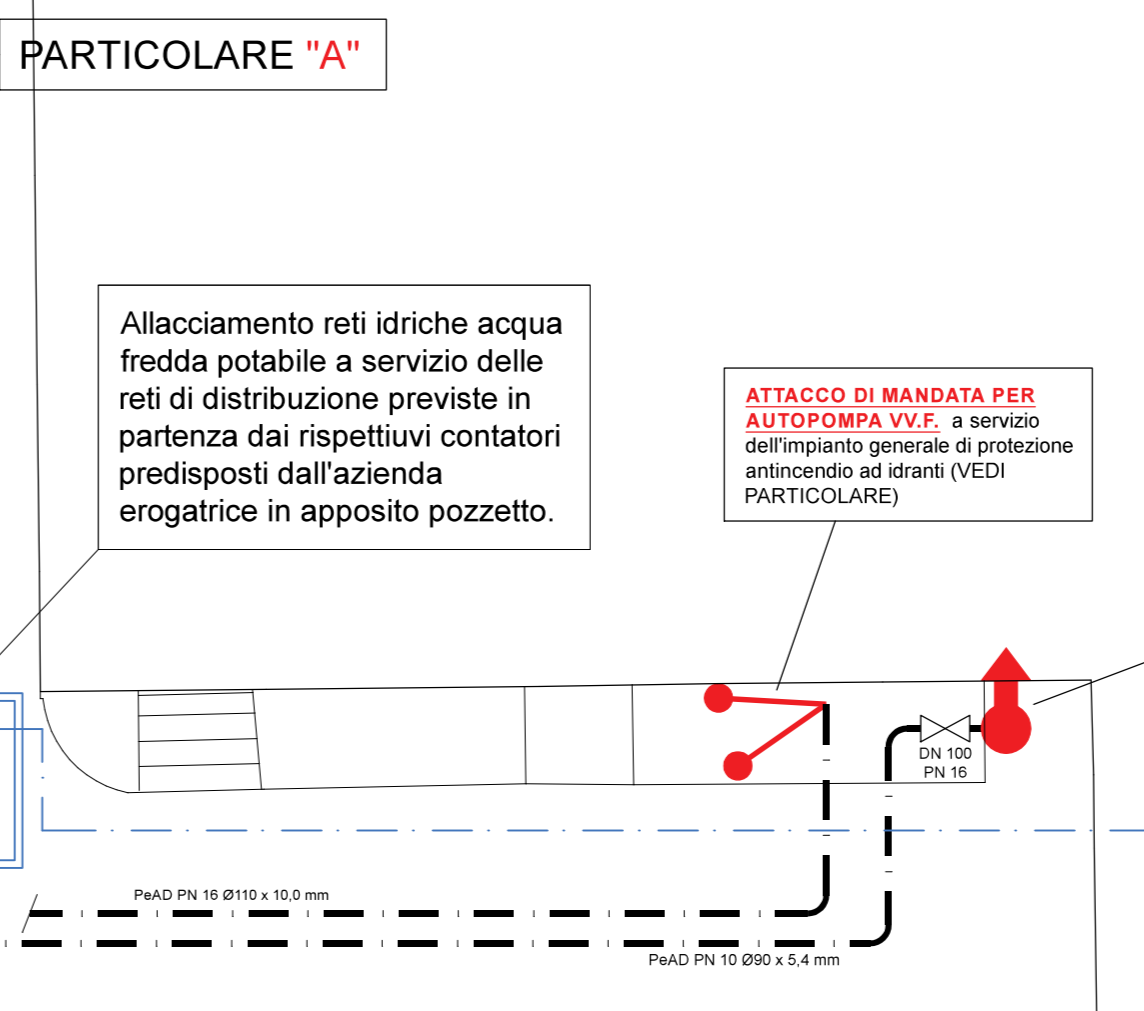 PARTICOLARE "A"
Allacciamento reti idriche acqua
fredda potabile a servizio delle
reti di distribuzione previste in
partenza dai rispettiuvi contatori
predisposti dall'azienda
erogatrice in apposito pozzetto.
ATTACCO DI MANDATA PER
AUTOPOMPA VV.F. a servizio
dell'impianto generale di protezione
antincendio ad idranti (VEDI
PARTICOLARE)
DN 100
PN 16
PeAD PN 16 Ø110 x 10,0 mm
PeAD PN 10 Ø90 x 5,4 mm